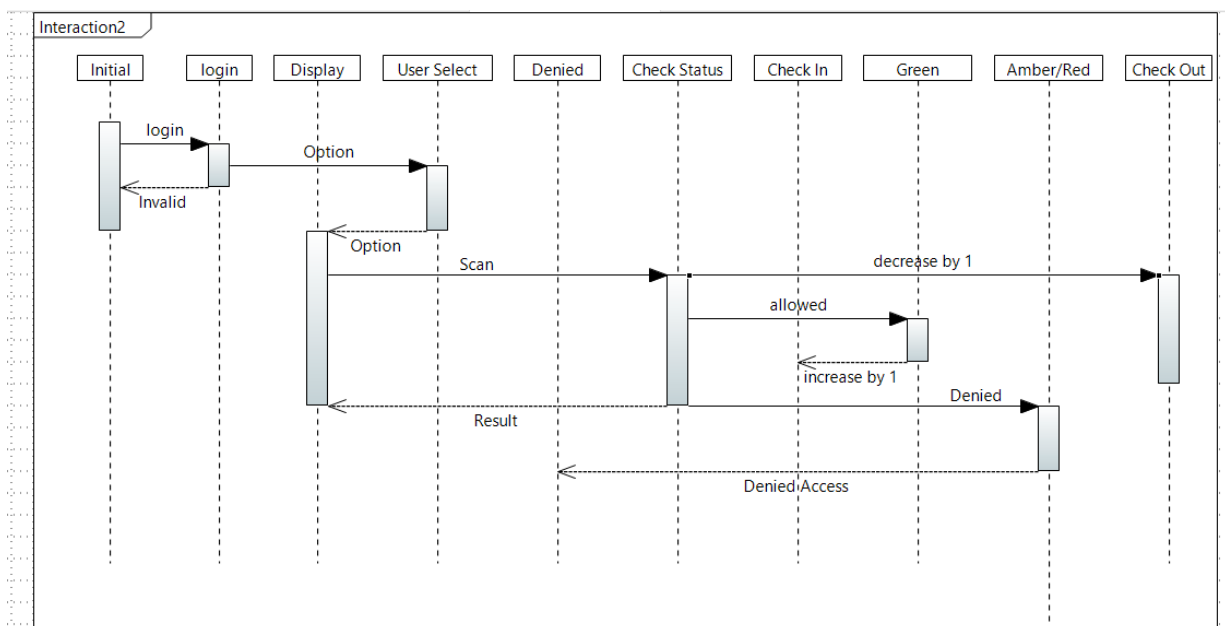 Interaction2
Initial
login
Display
User Select
Denied
Check Status
Check In
Green
Amber/Red
Check Out
login
Option
Invalid
Option
Scan
decrease by 1
allowed
increase by 1
Denied
Result
Denied Access